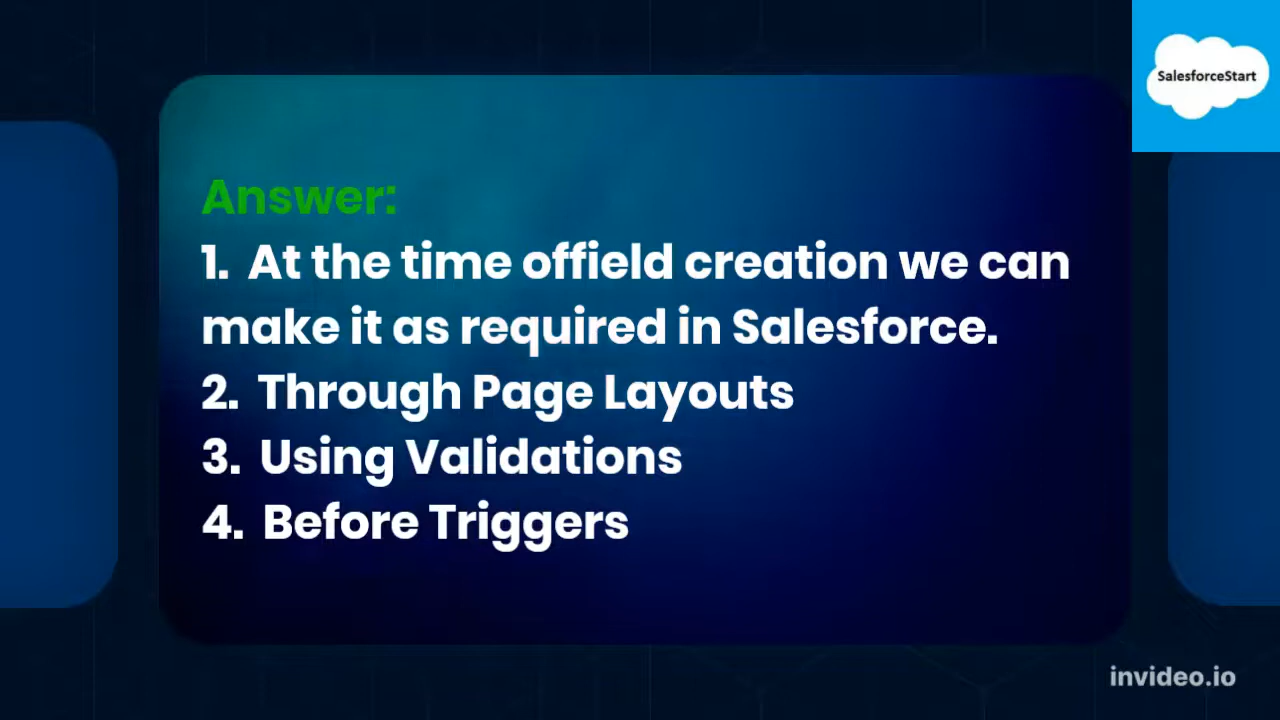 SalesforceStart
Answer:
1. At the time offield creation we can
make it as required in Salesforce.
2. Through Page Layouts
3. Using Validations
4. Before Triggers
invideo.io